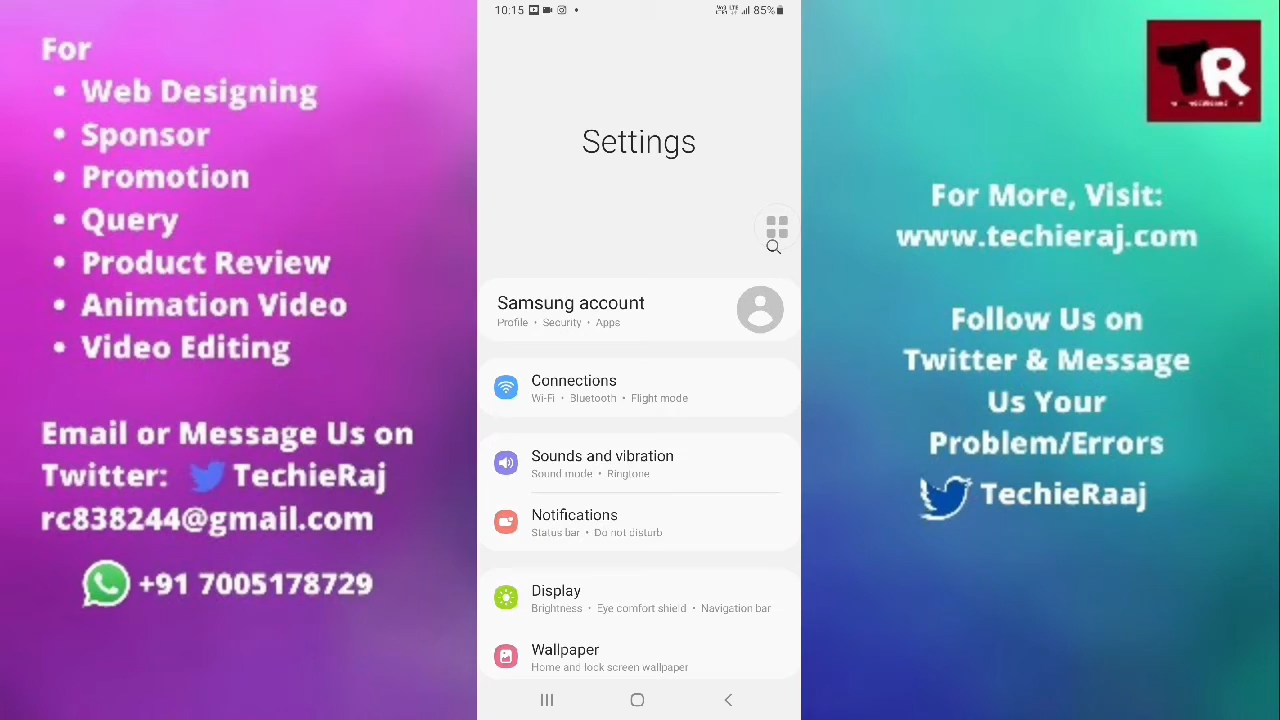 For
• Web Designing
• Sponsor
• Promotion
• Query
• Product Review
• Animation Video
• Video Editing
Email or Message Us on
Twitter: TechieRaj
rc838244@gmail.com
+91 7005178729
10:15
85%
Settings
Samsung account
Profile • Security • Apps
Connections
Wi-Fi • Bluetooth • Flight mode
Sounds and vibration
Sound mode • Ringtone
Notifications
Status bar • Do not disturb
Display
Brightness • Eye comfort shield • Navigation bar
Wallpaper
Home and lock screen wallpaper
TR
For More, Visit:
www.techieraj.com
Follow Us on
Twitter & Message
Us Your
Problem/Errors
TechieRaaj